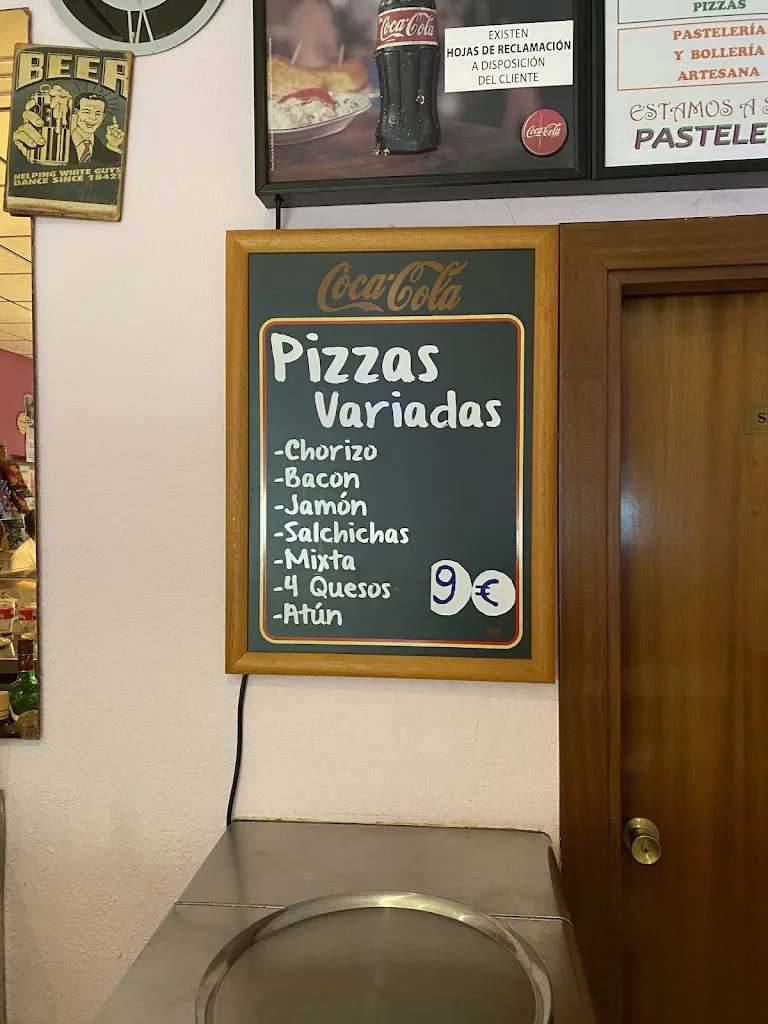 BEER
HELPING WHITE GUYS
DANCE SINCE 1842!
Coca-Cola
EXISTEN
HOJAS DE RECLAMACIÓN
A DISPOSICIÓN
DEL CLIENTE
Coca-Cola
PIZZAS
PASTELERÍA
Y BOLLERÍA
ARTESANA
ESTAMOS A S
PASTELE
Coca-Cola
Pizzas
Variadas
-Chorizo
-Bacon
-Jamón
-Salchichas
-Mixta
-4 Quesos
-Atún
9 €